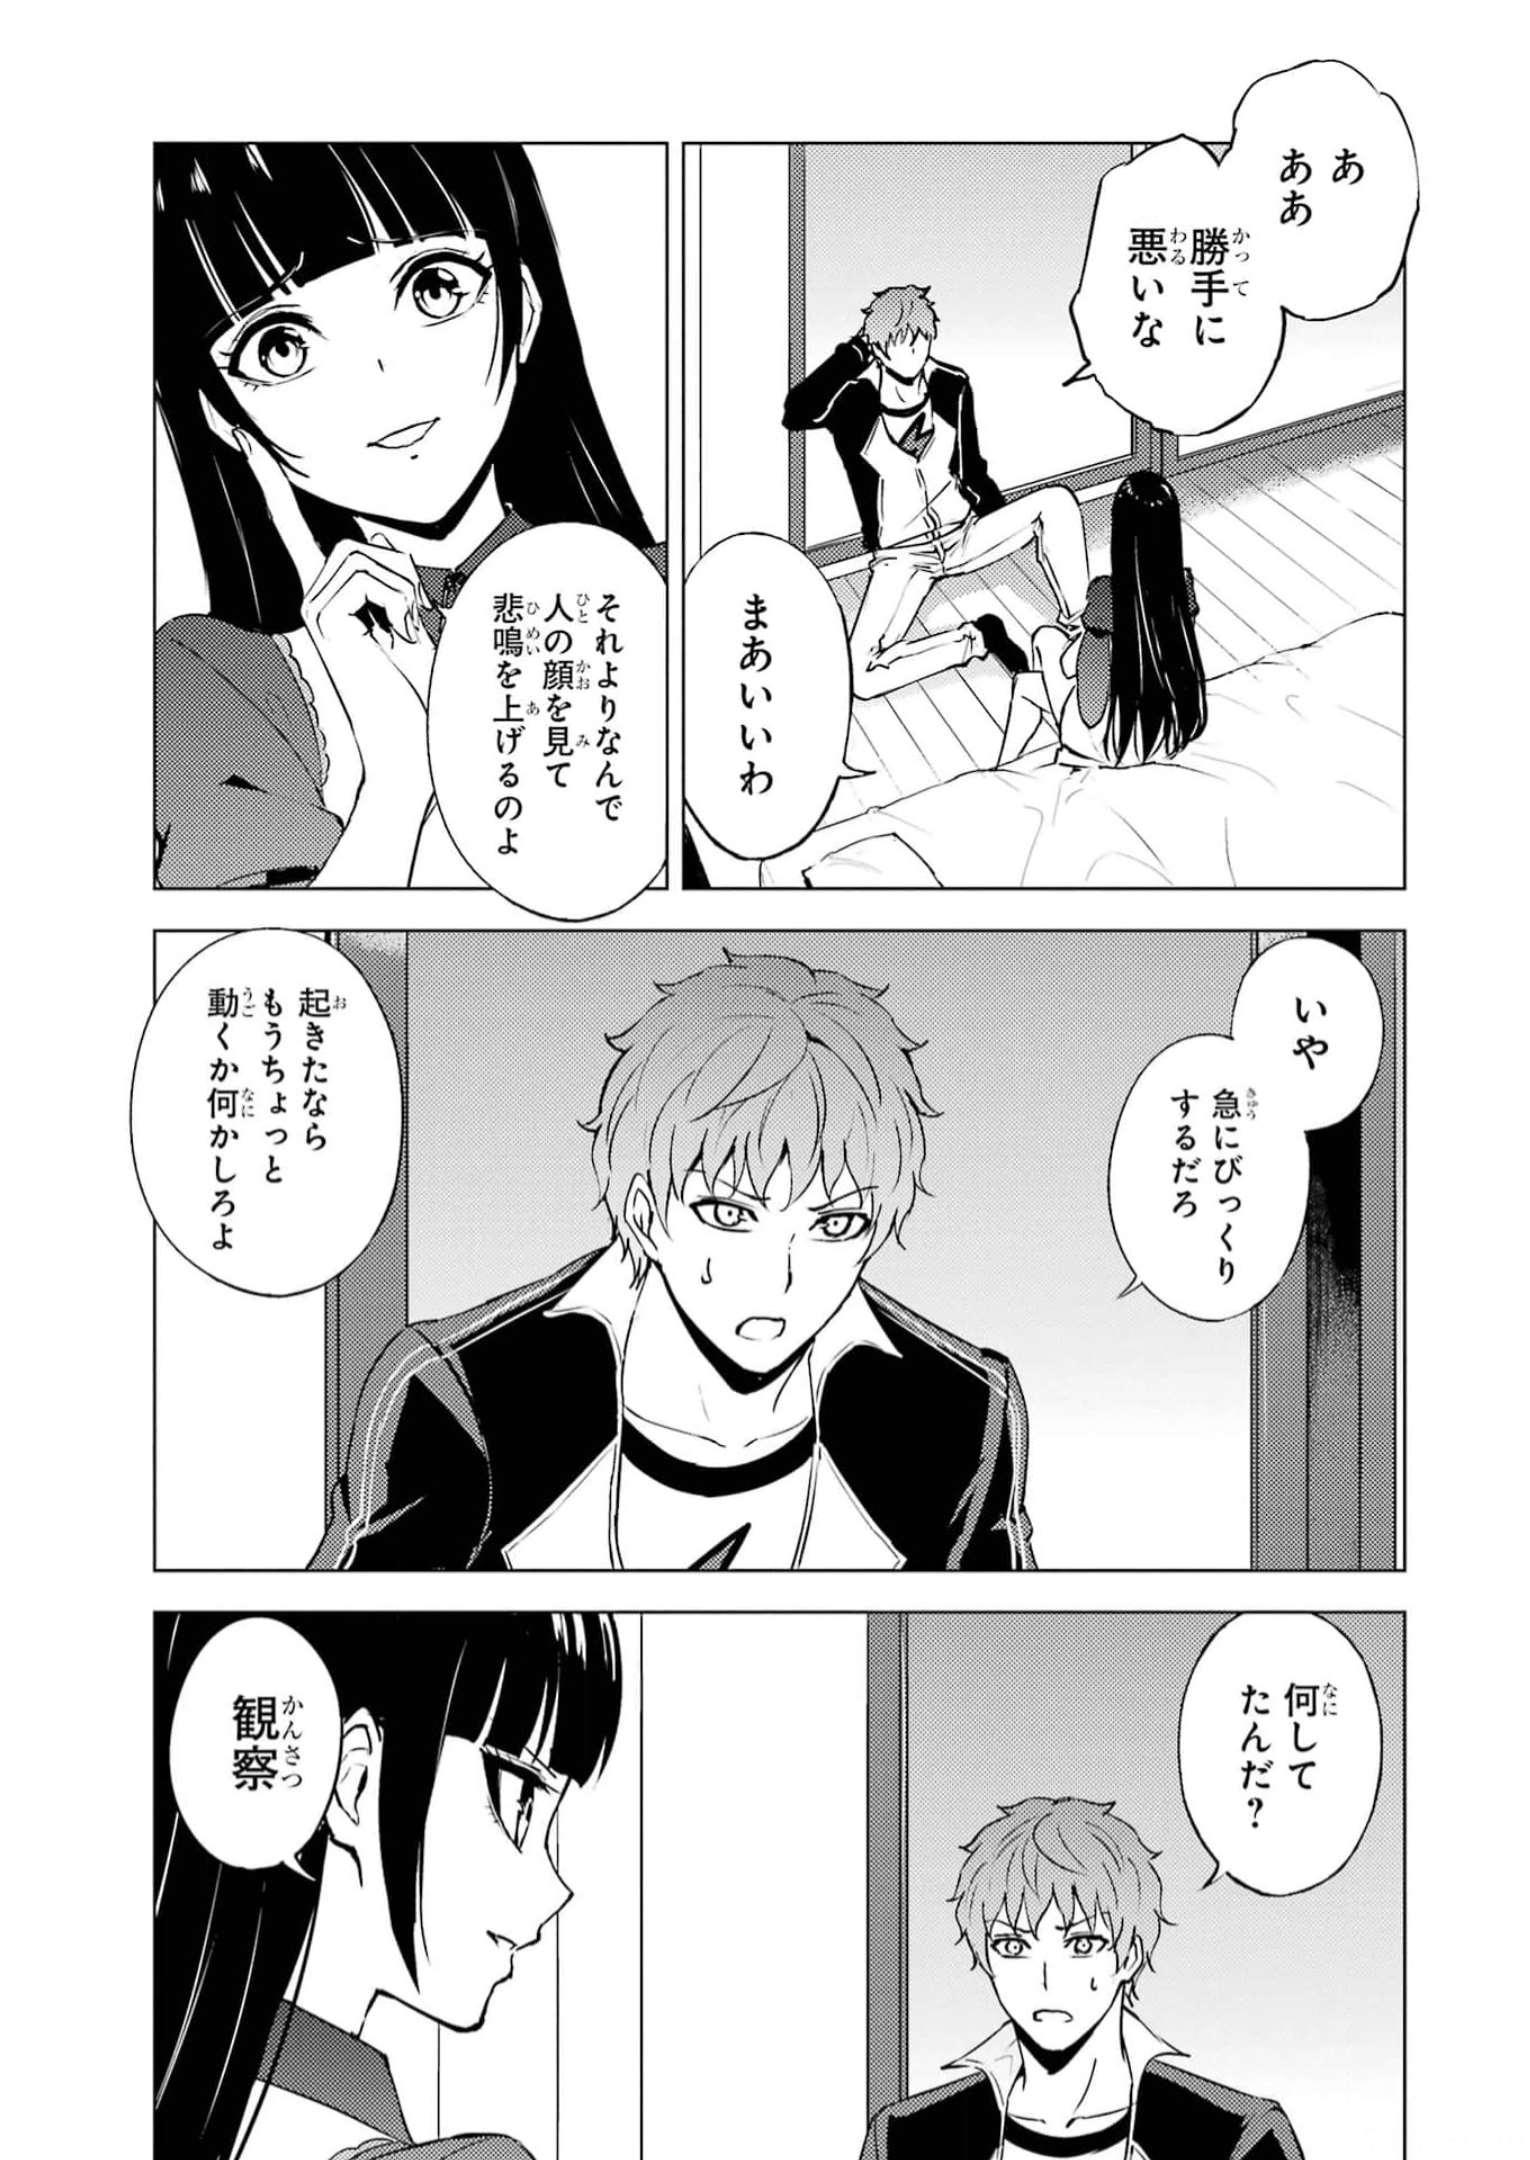 あ
ああ
勝手に
悪いな
まあいいわ
それよりなんで
人の顔を見て
悲鳴を上げるのよ
いや
急にびっくり
するだろ
起きたなら
もうちょっと
動くか何かしろよ
何して
たんだ?
観察